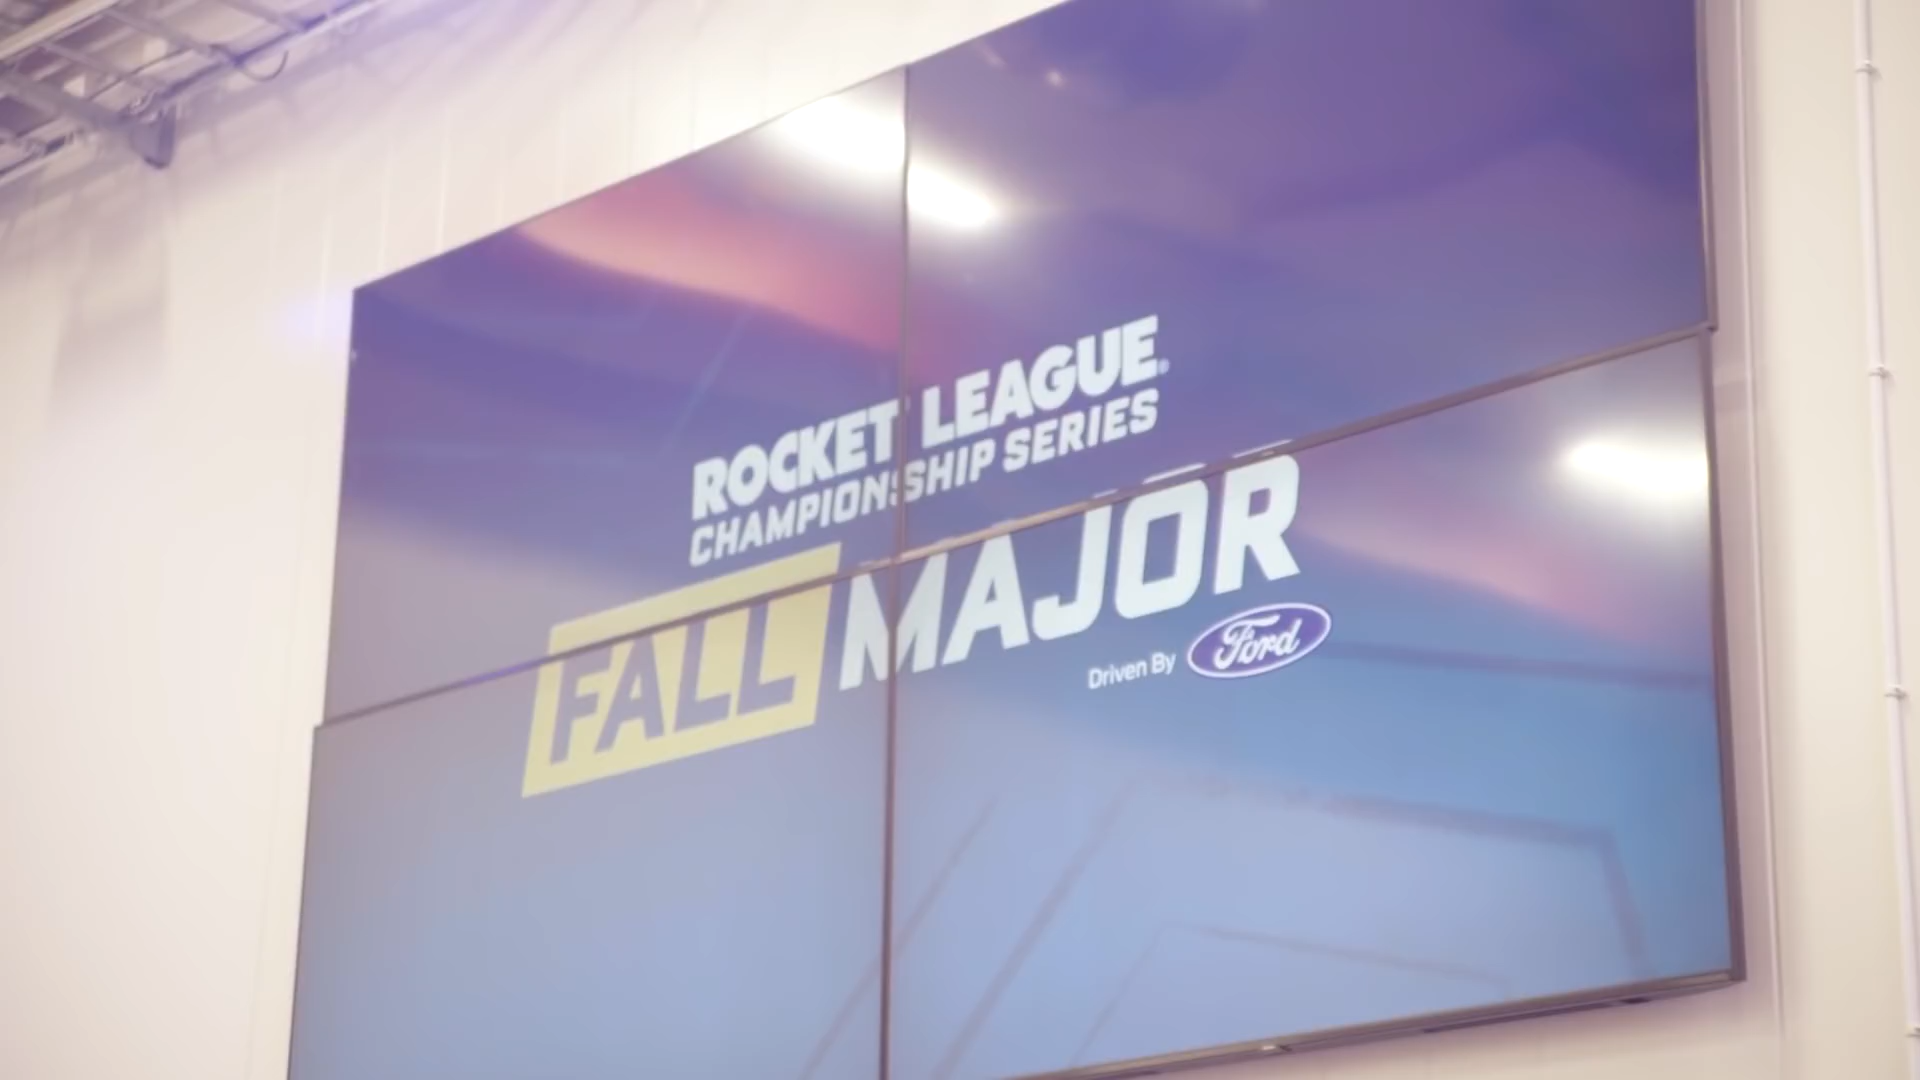 ROCKET LEAGUE
CHAMPIONSHIP SERIES
FALL MAJOR
Driven By Ford